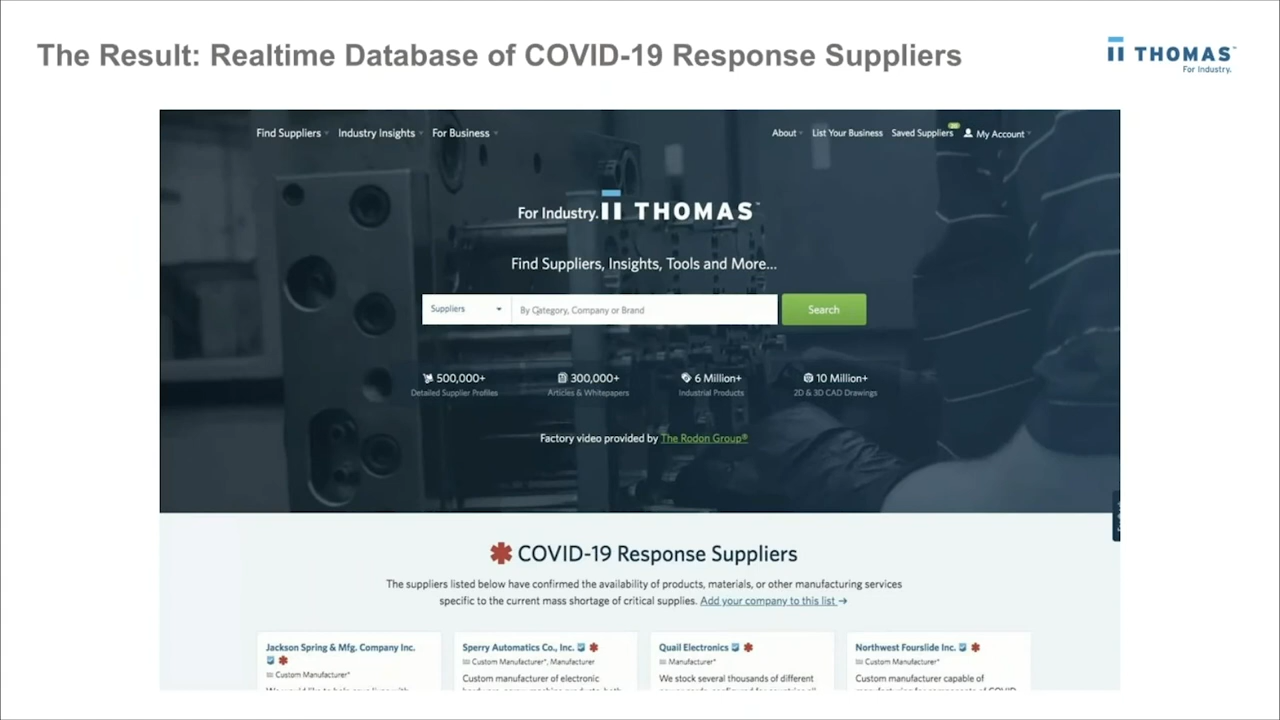 The Result: Realtime Database of COVID-19 Response Suppliers
THOMAS™
For Industry.
Find Suppliers Industry Insights For Business About List Your Business Saved Suppliers My Account
For Industry. THOMAS™
Find Suppliers, Insights, Tools and More...
Suppliers By Category, Company or Brand Search
500,000+ 300,000+ 6 Million+ 10 Million+
Detailed Supplier Profiles Articles & Whitepapers Industrial Products 2D & 3D CAD Drawings
Factory video provided by The Rodon Group®
COVID-19 Response Suppliers
The suppliers listed below have confirmed the availability of products, materials, or other manufacturing services
specific to the current mass shortage of critical supplies. Add your company to this list →
Jackson Spring & Mfg. Company Inc. Sperry Automatics Co., Inc. Quail Electronics Northwest Fourslide Inc.
Custom Manufacturer* Custom Manufacturer*, Manufacturer Manufacturer* Custom Manufacturer*
Custom manufacturer of electronic We stock several thousands of different Custom manufacturer capable of